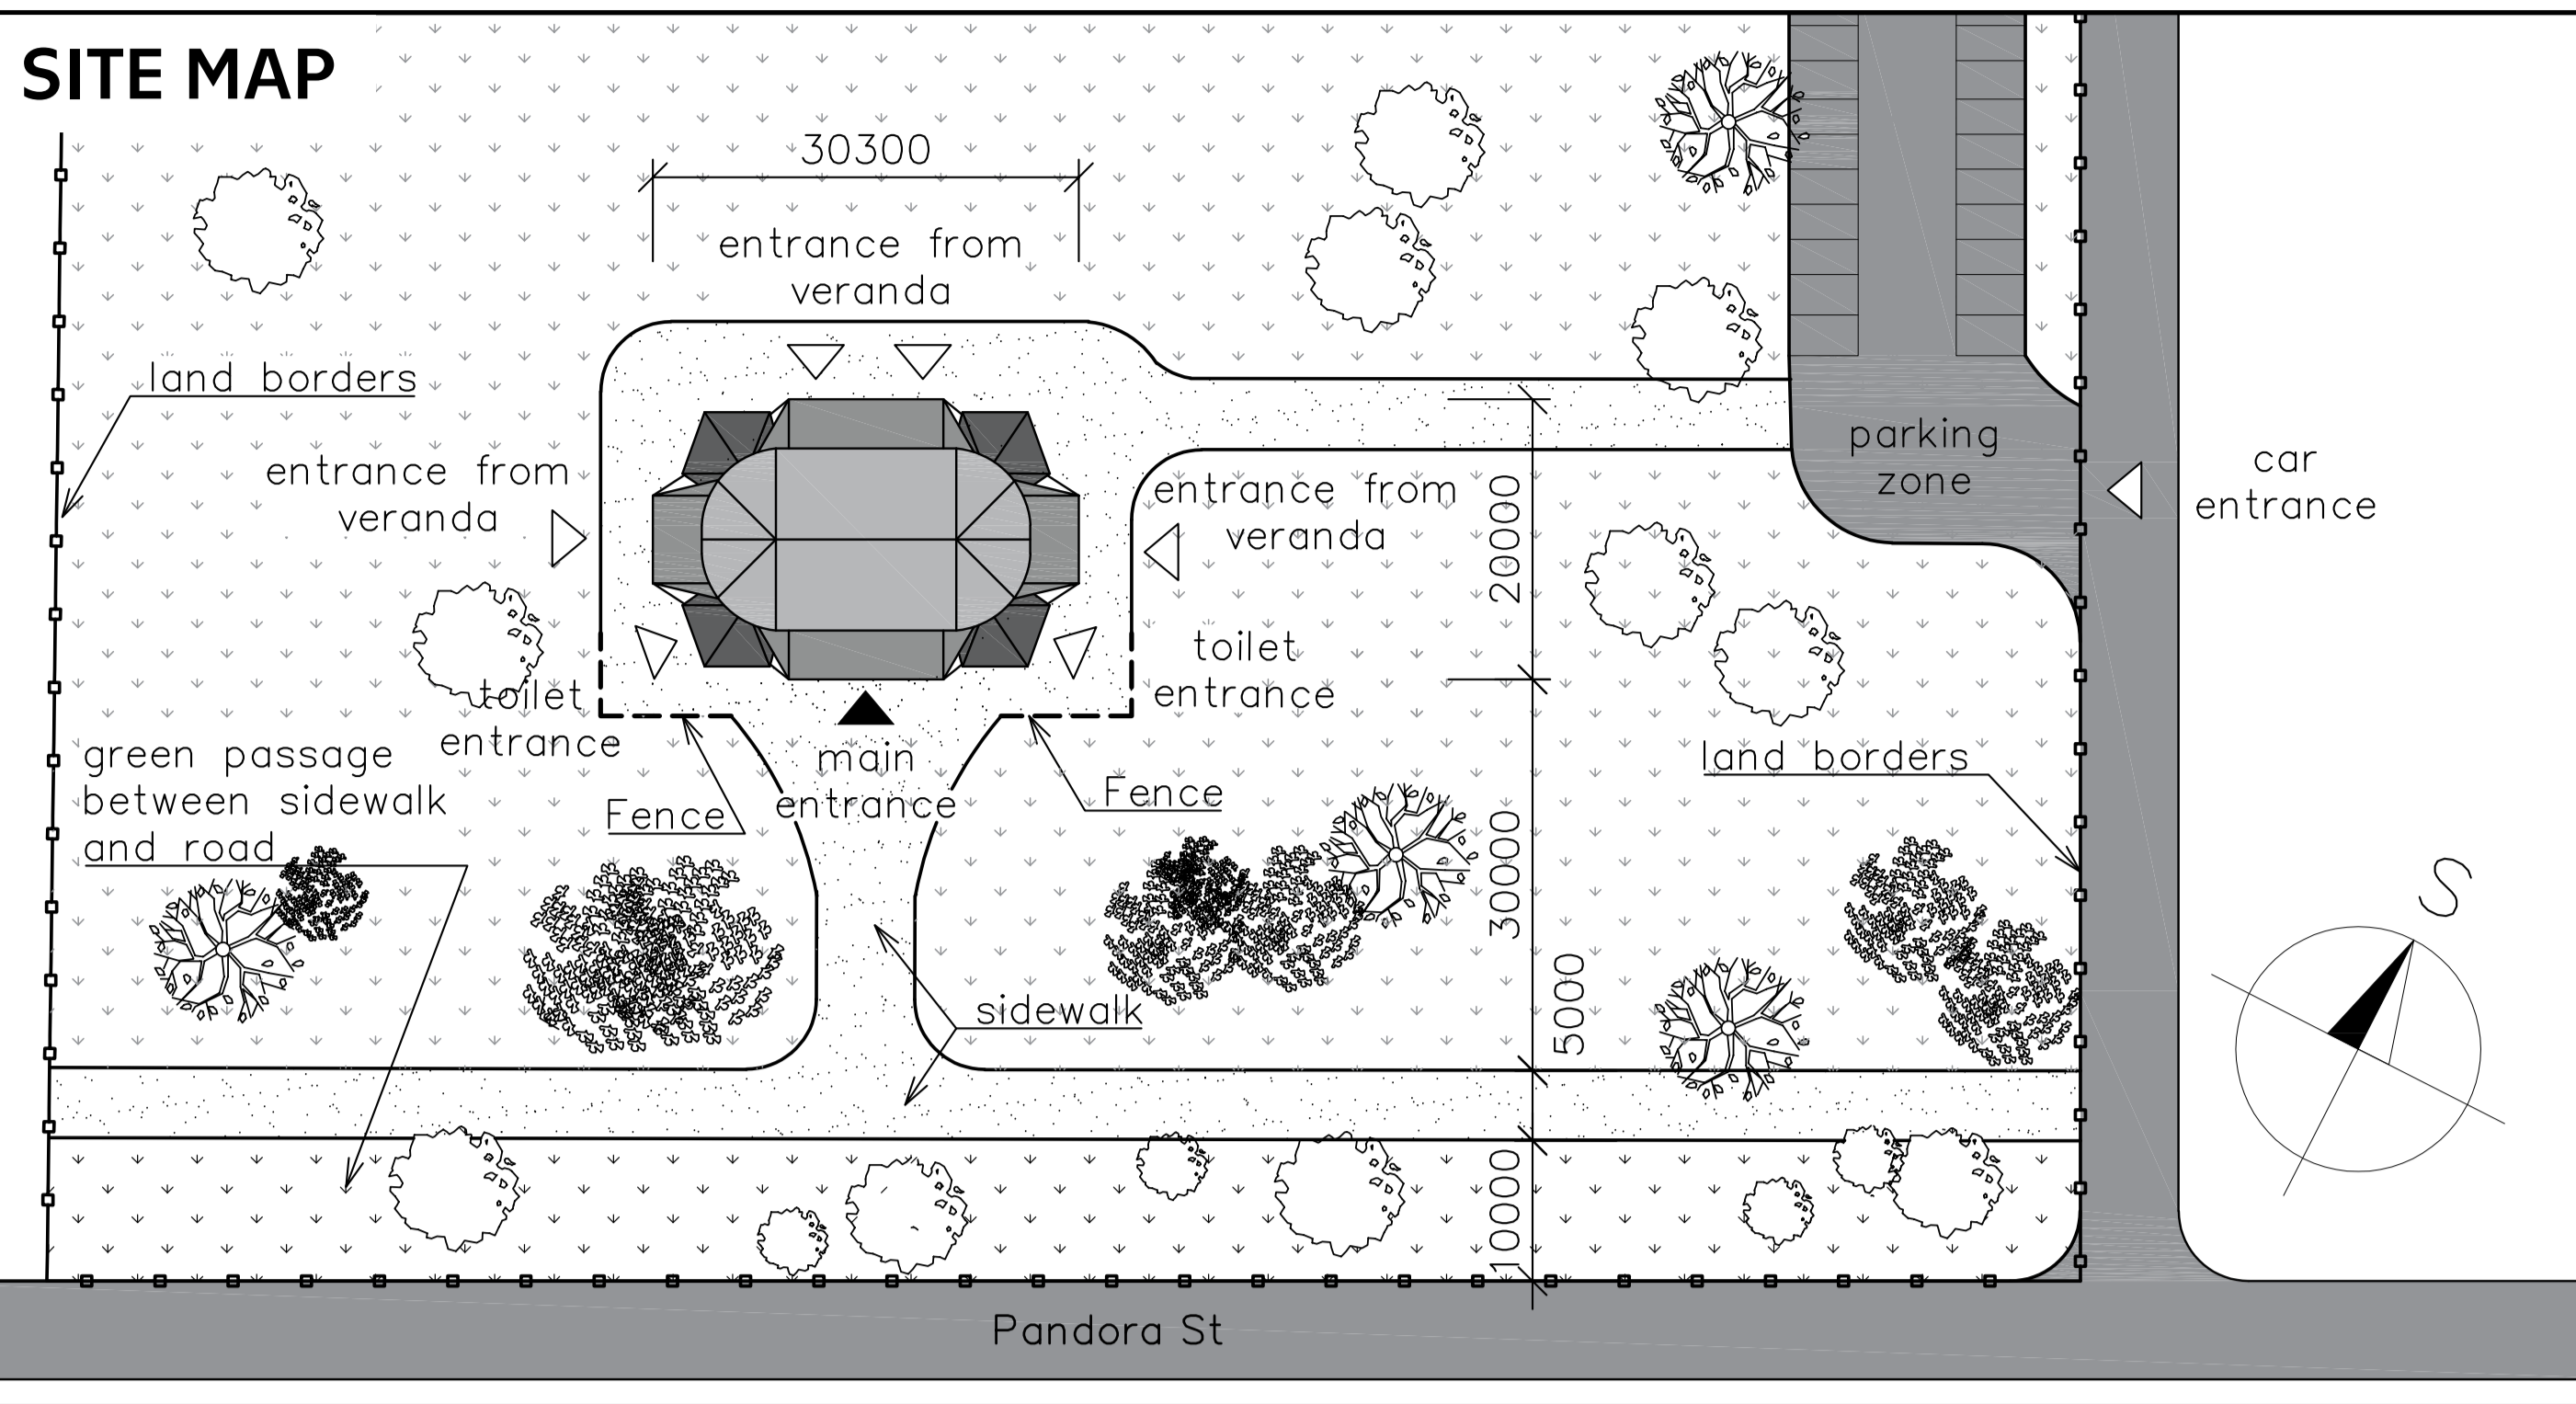 SITE MAP
30300
entrance from
veranda
land borders
entrance from
veranda
entrance from
veranda
parking
zone
car
entrance
20000
toilet
entrance
toilet
entrance
main
entrance
green passage
between sidewalk
and road
Fence
Fence
land borders
30000
S
5000
sidewalk
10000
Pandora St